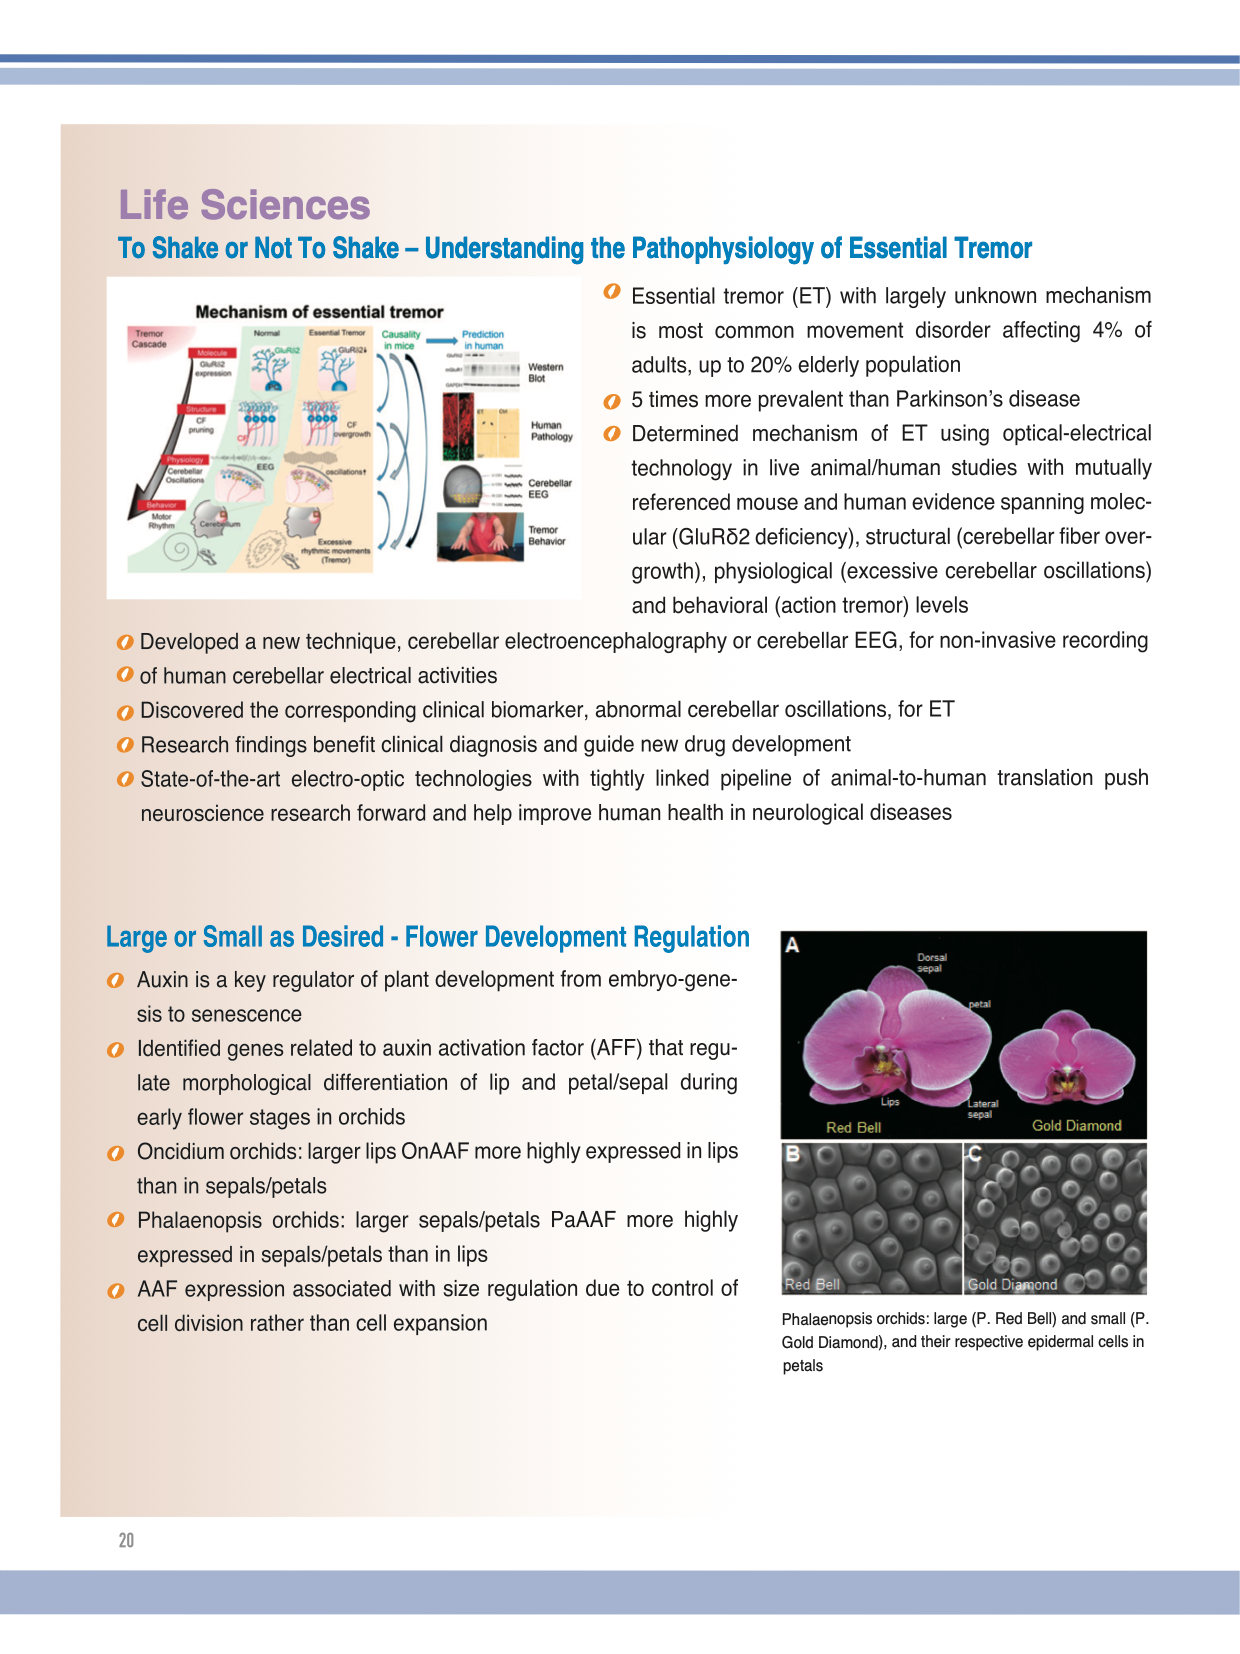 Life Sciences
To Shake or Not To Shake – Understanding the Pathophysiology of Essential Tremor
Mechanism of essential tremor
Tremor
Cascade
Normal
Essential Tremor
Causality
in mice
Prediction
in human
Molecule
GluRδ2
expression
GluRδ2
GluRδ2⬇
GluRδ2
mGluR1
GAPDH
Western
Blot
Structure
CF
pruning
CF
CF
overgrowth
ET
Ctrl
Human
Pathology
Physiology
Cerebellar
Oscillations
EEG
oscillations↑
Cerebellar
EEG
Behavior
Motor
Rhythm
Cerebellum
Excessive
rhythmic movements
(Tremor)
Tremor
Behavior
Essential tremor (ET) with largely unknown mechanism
is most common movement disorder affecting 4% of
adults, up to 20% elderly population
5 times more prevalent than Parkinson's disease
Determined mechanism of ET using optical-electrical
technology in live animal/human studies with mutually
referenced mouse and human evidence spanning molec-
ular (GluRδ2 deficiency), structural (cerebellar fiber over-
growth), physiological (excessive cerebellar oscillations)
and behavioral (action tremor) levels
Developed a new technique, cerebellar electroencephalography or cerebellar EEG, for non-invasive recording
of human cerebellar electrical activities
Discovered the corresponding clinical biomarker, abnormal cerebellar oscillations, for ET
Research findings benefit clinical diagnosis and guide new drug development
State-of-the-art electro-optic technologies with tightly linked pipeline of animal-to-human translation push
neuroscience research forward and help improve human health in neurological diseases
Large or Small as Desired - Flower Development Regulation
Auxin is a key regulator of plant development from embryo-gene-
sis to senescence
Identified genes related to auxin activation factor (AFF) that regu-
late morphological differentiation of lip and petal/sepal during
early flower stages in orchids
Oncidium orchids: larger lips OnAAF more highly expressed in lips
than in sepals/petals
Phalaenopsis orchids: larger sepals/petals PaAAF more highly
expressed in sepals/petals than in lips
AAF expression associated with size regulation due to control of
cell division rather than cell expansion
A
Dorsal
sepal
petal
Lips
Lateral
sepal
Red Bell
Gold Diamond
B
Red Bell
C
Gold Diamond
Phalaenopsis orchids: large (P. Red Bell) and small (P.
Gold Diamond), and their respective epidermal cells in
petals
20